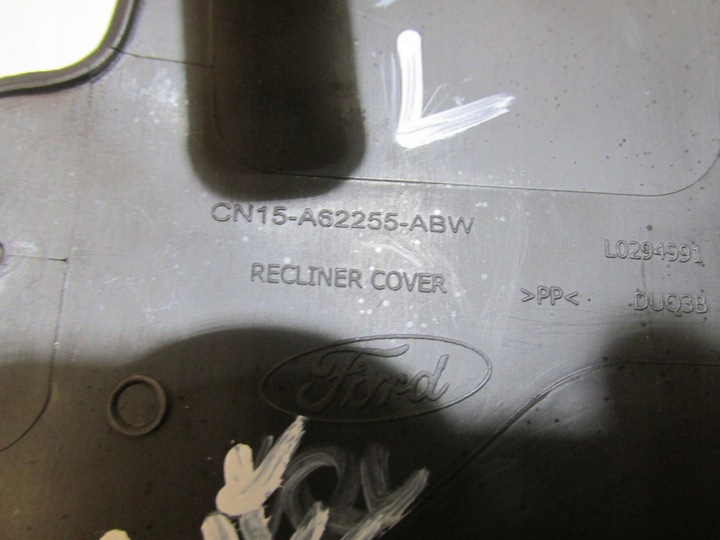 CN15-A62255-ABW
L0294991
RECLINER COVER
>PP<
DUQ3B
Ford